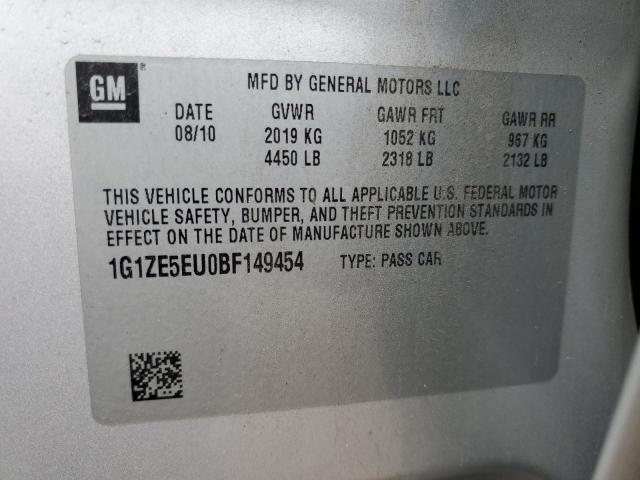 GM ® MFD BY GENERAL MOTORS LLC
DATE GVWR GAWR FRT GAWR RR
08/10 2019 KG 1052 KG 967 KG
4450 LB 2318 LB 2132 LB
THIS VEHICLE CONFORMS TO ALL APPLICABLE U.S. FEDERAL MOTOR
VEHICLE SAFETY, BUMPER, AND THEFT PREVENTION STANDARDS IN
EFFECT ON THE DATE OF MANUFACTURE SHOWN ABOVE.
1G1ZE5EU0BF149454 TYPE: PASS CAR